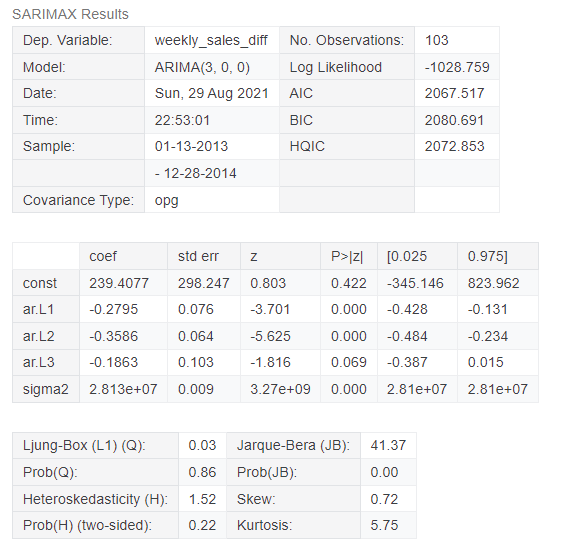 SARIMAX Results
Dep. Variable: weekly_sales_diff No. Observations: 103
Model: ARIMA(3, 0, 0) Log Likelihood -1028.759
Date: Sun, 29 Aug 2021 AIC 2067.517
Time: 22:53:01 BIC 2080.691
Sample: 01-13-2013 HQIC 2072.853
- 12-28-2014
Covariance Type: opg
coef std err z P>|z| [0.025 0.975]
const 239.4077 298.247 0.803 0.422 -345.146 823.962
ar.L1 -0.2795 0.076 -3.701 0.000 -0.428 -0.131
ar.L2 -0.3586 0.064 -5.625 0.000 -0.484 -0.234
ar.L3 -0.1863 0.103 -1.816 0.069 -0.387 0.015
sigma2 2.813e+07 0.009 3.27e+09 0.000 2.81e+07 2.81e+07
Ljung-Box (L1) (Q): 0.03 Jarque-Bera (JB): 41.37
Prob(Q): 0.86 Prob(JB): 0.00
Heteroskedasticity (H): 1.52 Skew: 0.72
Prob(H) (two-sided): 0.22 Kurtosis: 5.75